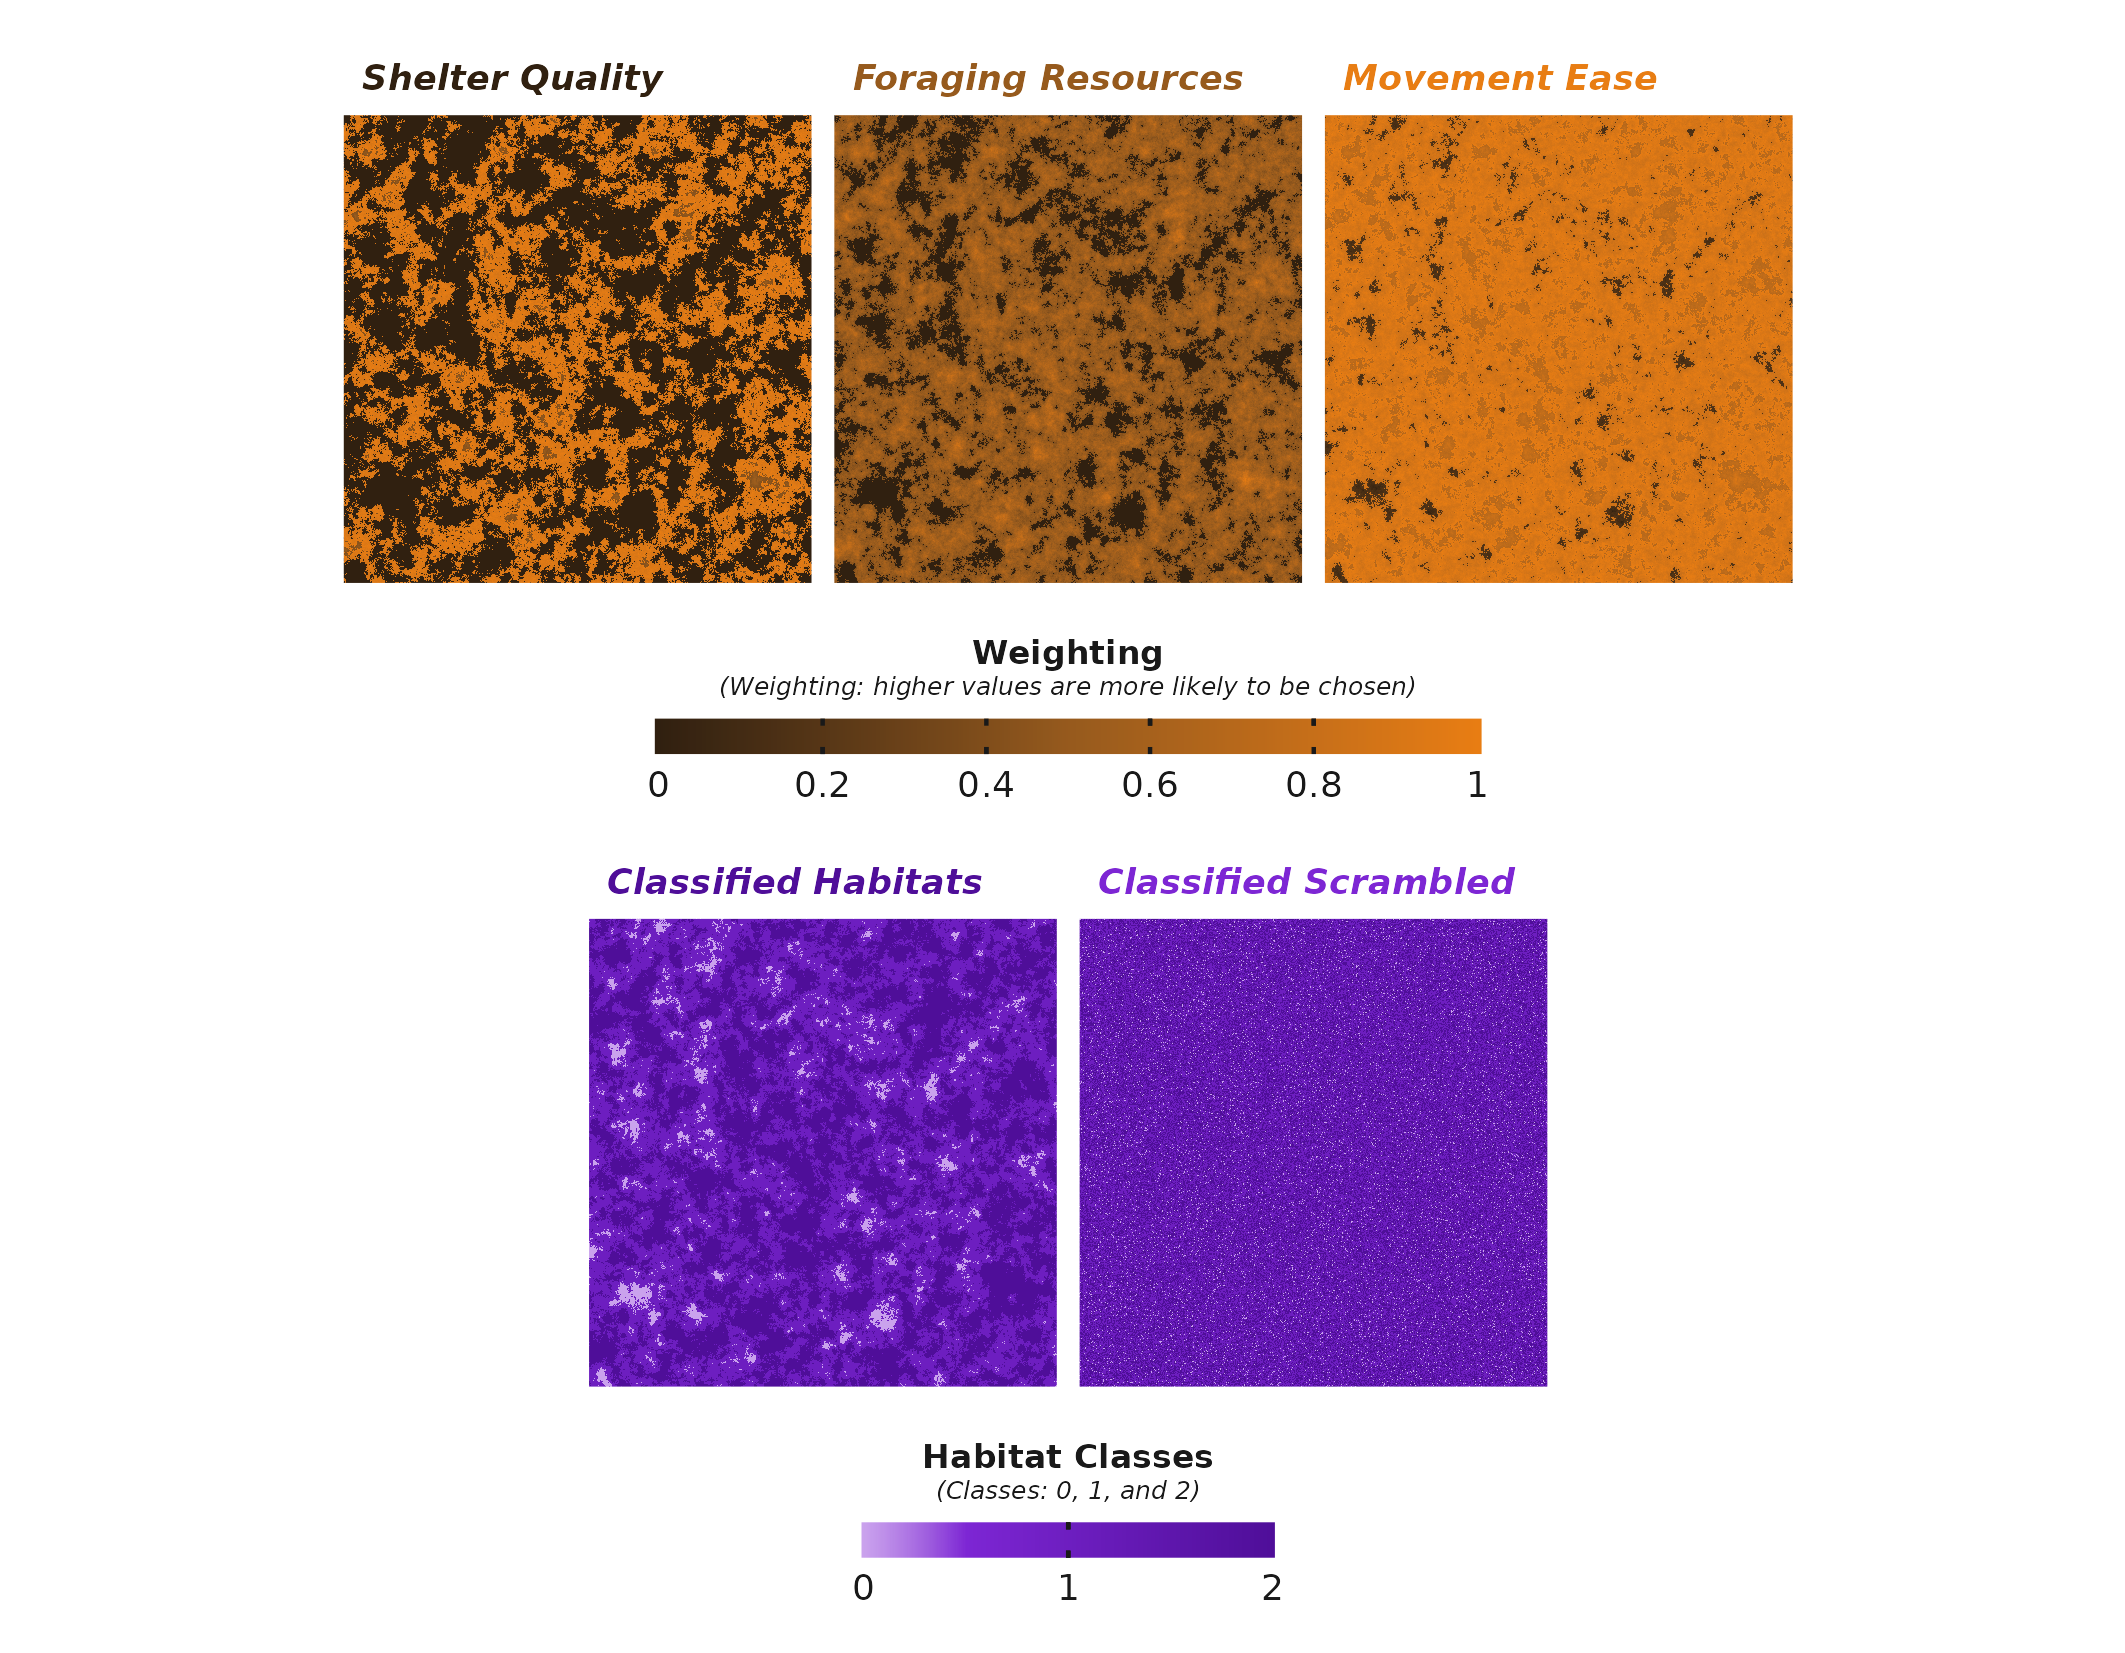 Shelter Quality
Foraging Resources
Movement Ease
Weighting
(Weighting: higher values are more likely to be chosen)
0 0.2 0.4 0.6 0.8 1
Classified Habitats
Classified Scrambled
Habitat Classes
(Classes: 0, 1, and 2)
0 1 2